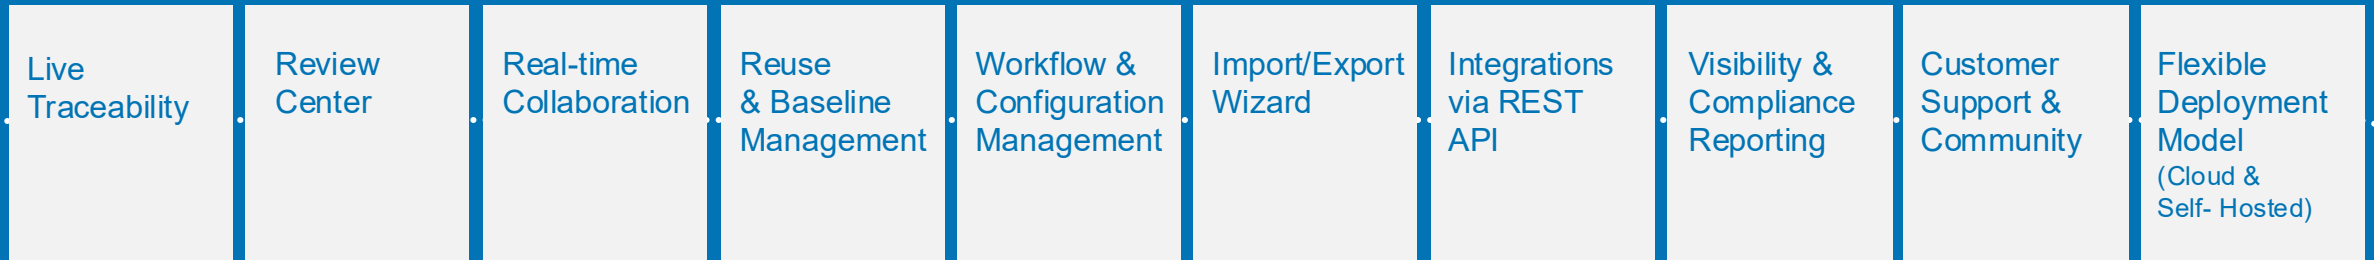 Live
Traceability
Review
Center
Real-time
Collaboration
Reuse
& Baseline
Management
Workflow &
Configuration
Management
Import/Export
Wizard
Integrations
via REST
API
Visibility &
Compliance
Reporting
Customer
Support &
Community
Flexible
Deployment
Model
(Cloud &
Self- Hosted)